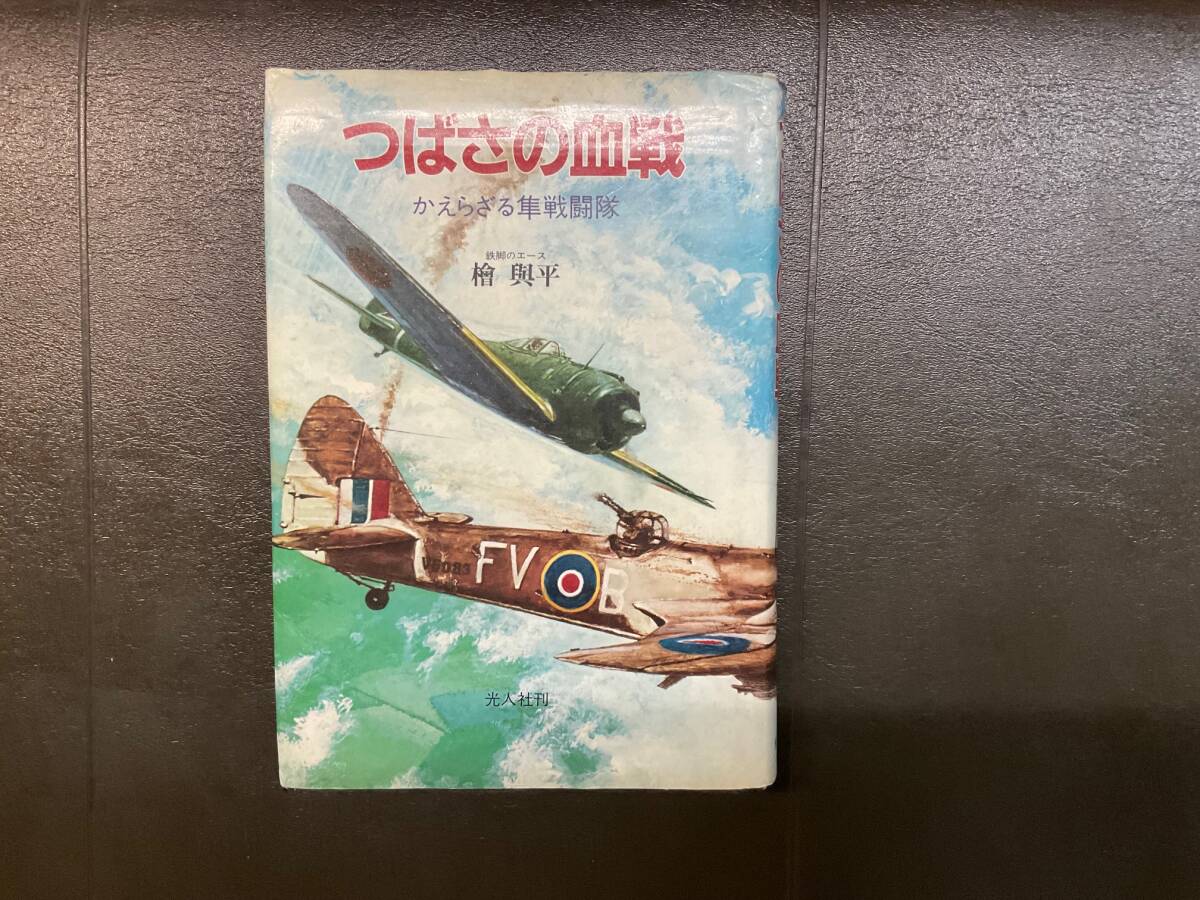 つばさの血戦
かえらざる隼戦闘隊
鉄脚のエース
檜 與平
FV B
光人社刊